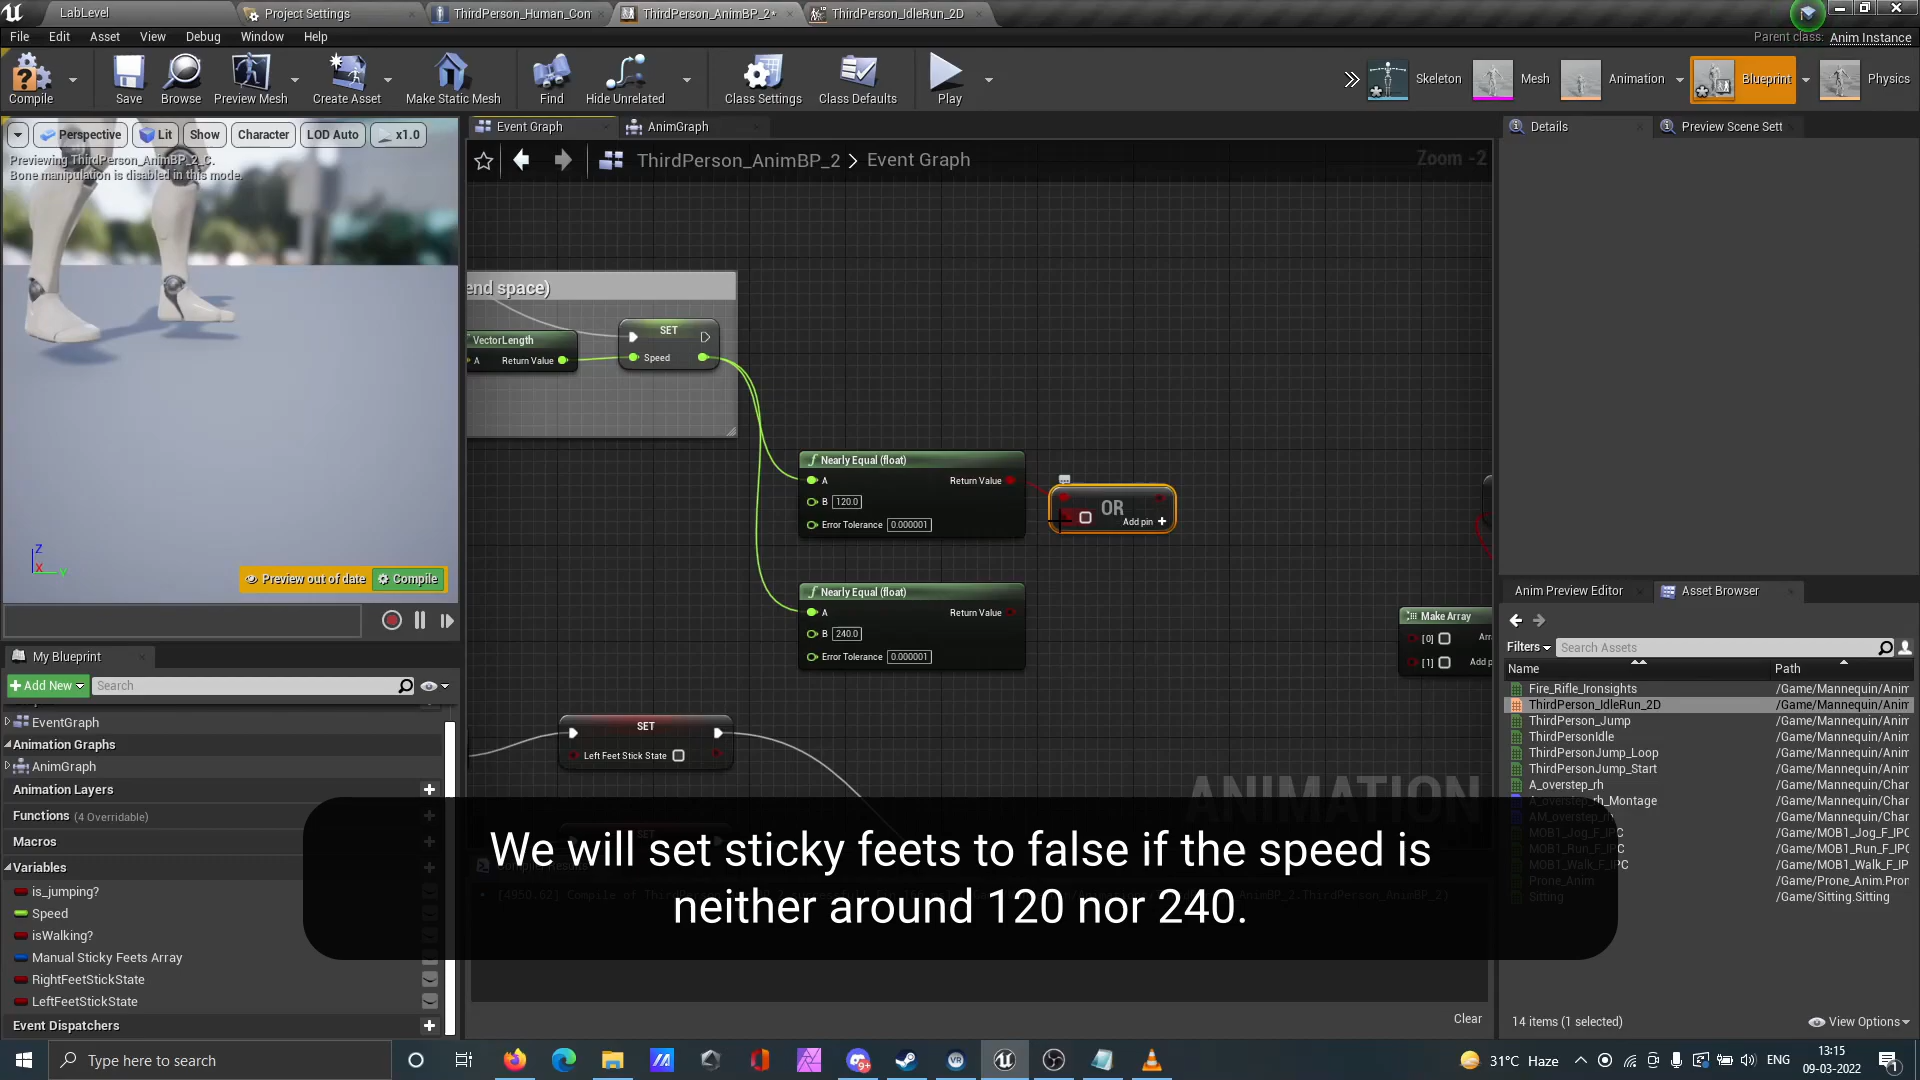 LabLevel
Project Settings
ThirdPerson_Human_Con
ThirdPerson_AnimBP_2*
ThirdPerson_IdleRun_2D
File Edit Asset View Debug Window Help
Parent class: Anim Instance
Compile
Save
Browse
Preview Mesh
Create Asset
Make Static Mesh
Find
Hide Unrelated
Class Settings
Class Defaults
Play
Skeleton
Mesh
Animation
Blueprint
Physics
Perspective
Lit
Show
Character
LOD Auto
x1.0
Previewing ThirdPerson_AnimBP_2_C.
Bone manipulation is disabled in this mode.
Z
X
Y
Preview out of date
Compile
Event Graph
AnimGraph
ThirdPerson_AnimBP_2 > Event Graph
Zoom -2
end space)
VectorLength
A Return Value
SET
Speed
Nearly Equal (float)
A Return Value
B 120.0
Error Tolerance 0.000001
OR
Add pin +
Nearly Equal (float)
A Return Value
B 240.0
Error Tolerance 0.000001
Make Array
[0] Arr
[1] Add p
SET
Left Feet Stick State
SET
ANIMATION
We will set sticky feets to false if the speed is
neither around 120 nor 240.
Clear
My Blueprint
+Add New
Search
EventGraph
Animation Graphs
AnimGraph
Animation Layers
Functions (4 Overridable)
Macros
Variables
is_jumping?
Speed
isWalking?
Manual Sticky Feets Array
RightFeetStickState
LeftFeetStickState
Event Dispatchers
Details
Preview Scene Sett
Anim Preview Editor
Asset Browser
Filters
Search Assets
Name Path
Fire_Rifle_Ironsights /Game/Mannequin/Anim
ThirdPerson_IdleRun_2D /Game/Mannequin/Anim
ThirdPerson_Jump /Game/Mannequin/Anim
ThirdPersonIdle /Game/Mannequin/Anim
ThirdPersonJump_Loop /Game/Mannequin/Anim
ThirdPersonJump_Start /Game/Mannequin/Anim
A_overstep_rh /Game/Mannequin/Char
A_overstep_rh_Montage /Game/Mannequin/Char
AM_overstep_rh /Game/Mannequin/Char
MOB1_Jog_F_IPC /Game/MOB1_Jog_F_IPC
MOB1_Run_F_IPC /Game/MOB1_Run_F_IPC
MOB1_Walk_F_IPC /Game/MOB1_Walk_F_IP
Prone_Anim /Game/Prone_Anim.Pron
Sitting /Game/Sitting.Sitting
14 items (1 selected)
View Options
Type here to search
31°C Haze
ENG
13:15
09-03-2022